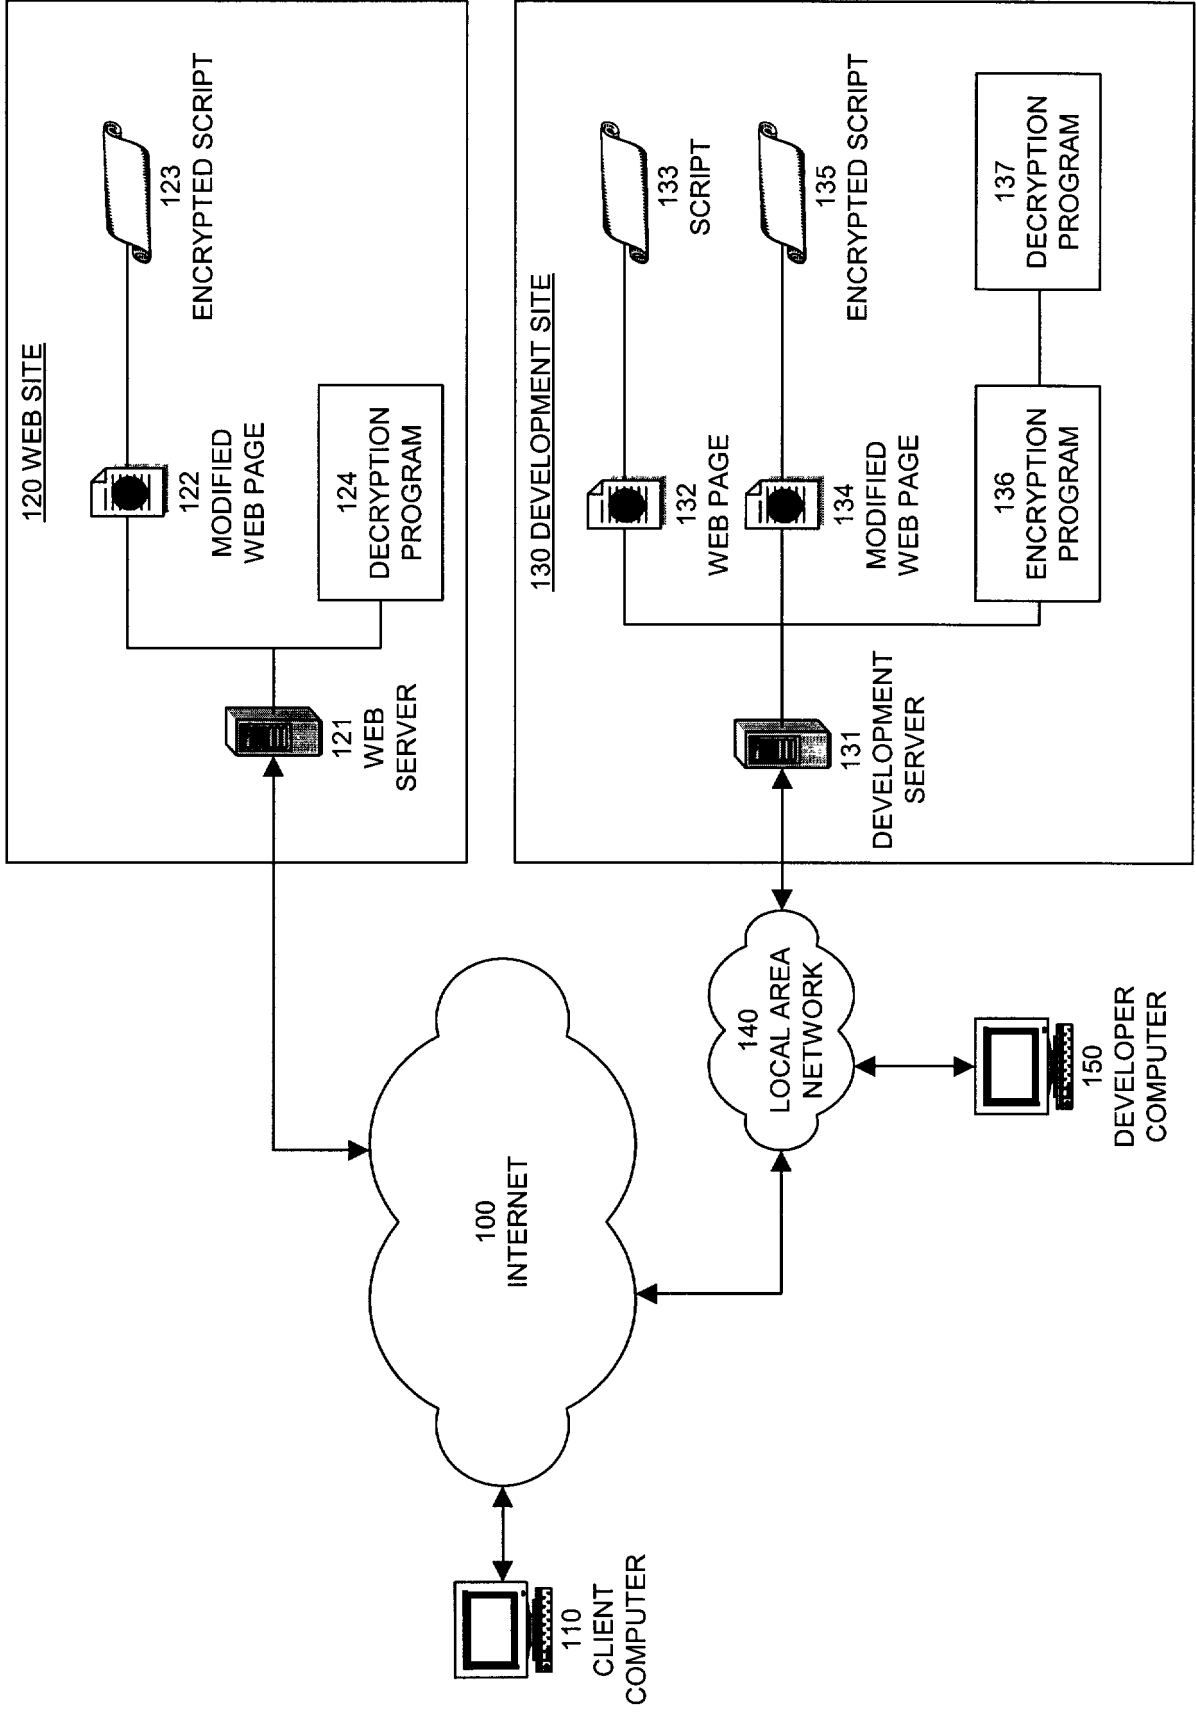 120 WEB SITE
123
ENCRYPTED SCRIPT
122
MODIFIED
WEB PAGE
124
DECRYPTION
PROGRAM
121
WEB
SERVER
130 DEVELOPMENT SITE
133
SCRIPT
132
WEB PAGE
135
ENCRYPTED SCRIPT
134
MODIFIED
WEB PAGE
137
DECRYPTION
PROGRAM
136
ENCRYPTION
PROGRAM
131
DEVELOPMENT
SERVER
100
INTERNET
140
LOCAL AREA
NETWORK
150
DEVELOPER
COMPUTER
110
CLIENT
COMPUTER